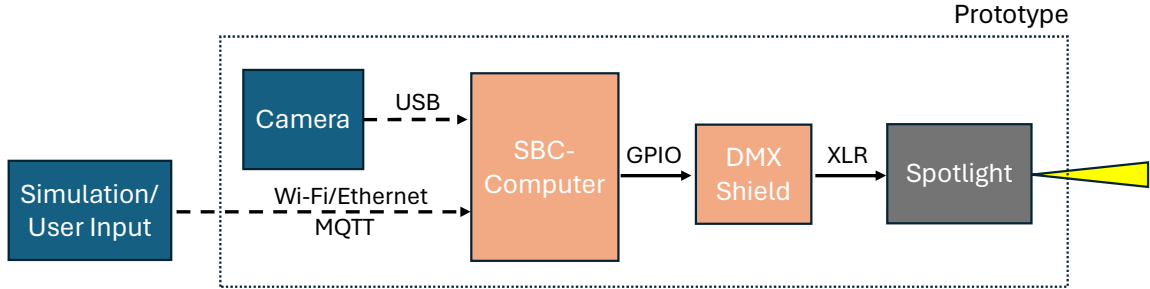 Prototype
Camera
USB
SBC-
Computer
GPIO
DMX
Shield
XLR
Spotlight
Simulation/
User Input
Wi-Fi/Ethernet
MQTT